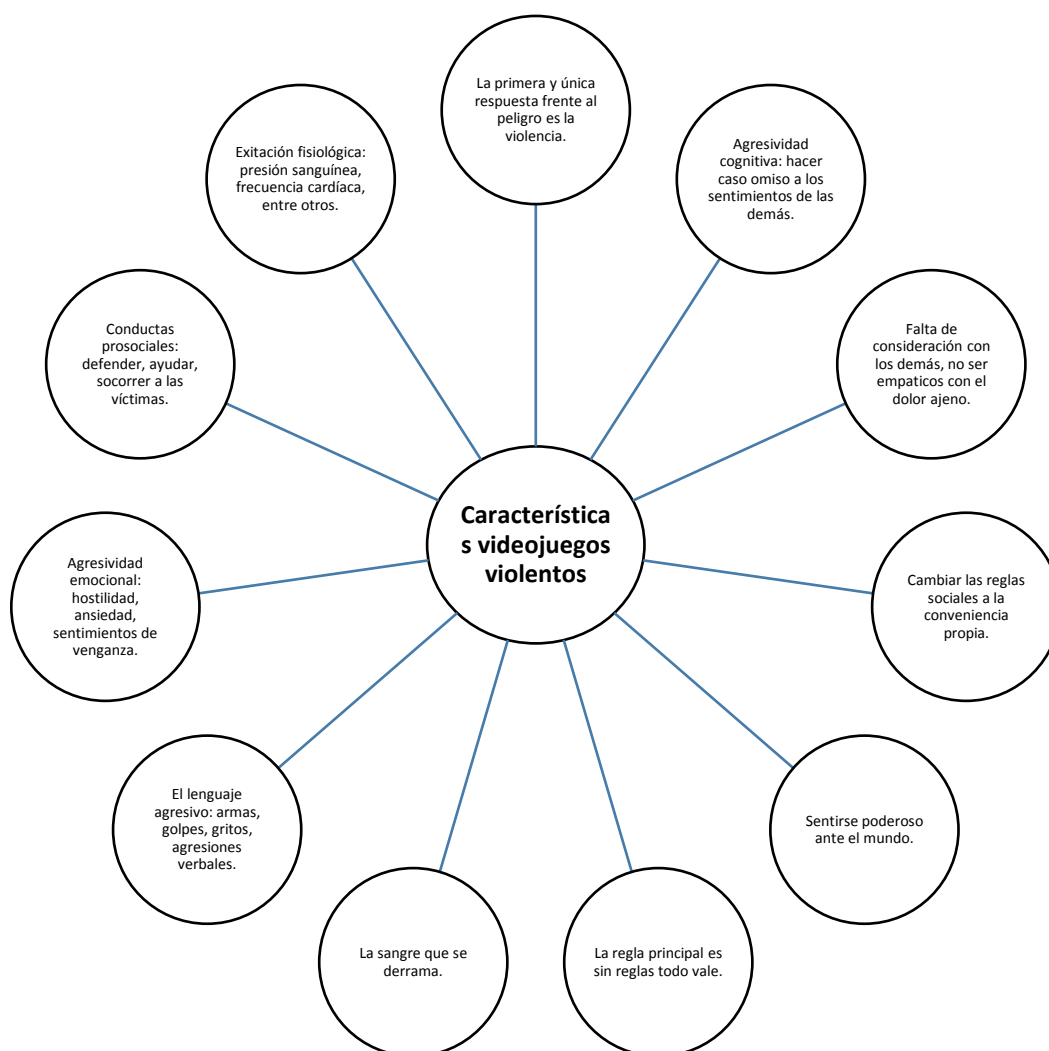 La primera y única
respuesta frente al
peligro es la
violencia.
Agresividad
cognitiva: hacer
caso omiso a los
sentimientos de las
demás.
Falta de
consideración con
los demás, no ser
empaticos con el
dolor ajeno.
Cambiar las reglas
sociales a la
conveniencia
propia.
Sentirse poderoso
ante el mundo.
La regla principal es
sin reglas todo vale.
La sangre que se
derrama.
El lenguaje
agresivo: armas,
golpes, gritos,
agresiones
verbales.
Agresividad
emocional:
hostilidad,
ansiedad,
sentimientos de
venganza.
Conductas
prosociales:
defender, ayudar,
socorrer a las
víctimas.
Exitación fisiológica:
presión sanguínea,
frecuencia cardíaca,
entre otros.
Característica
s videojuegos
violentos